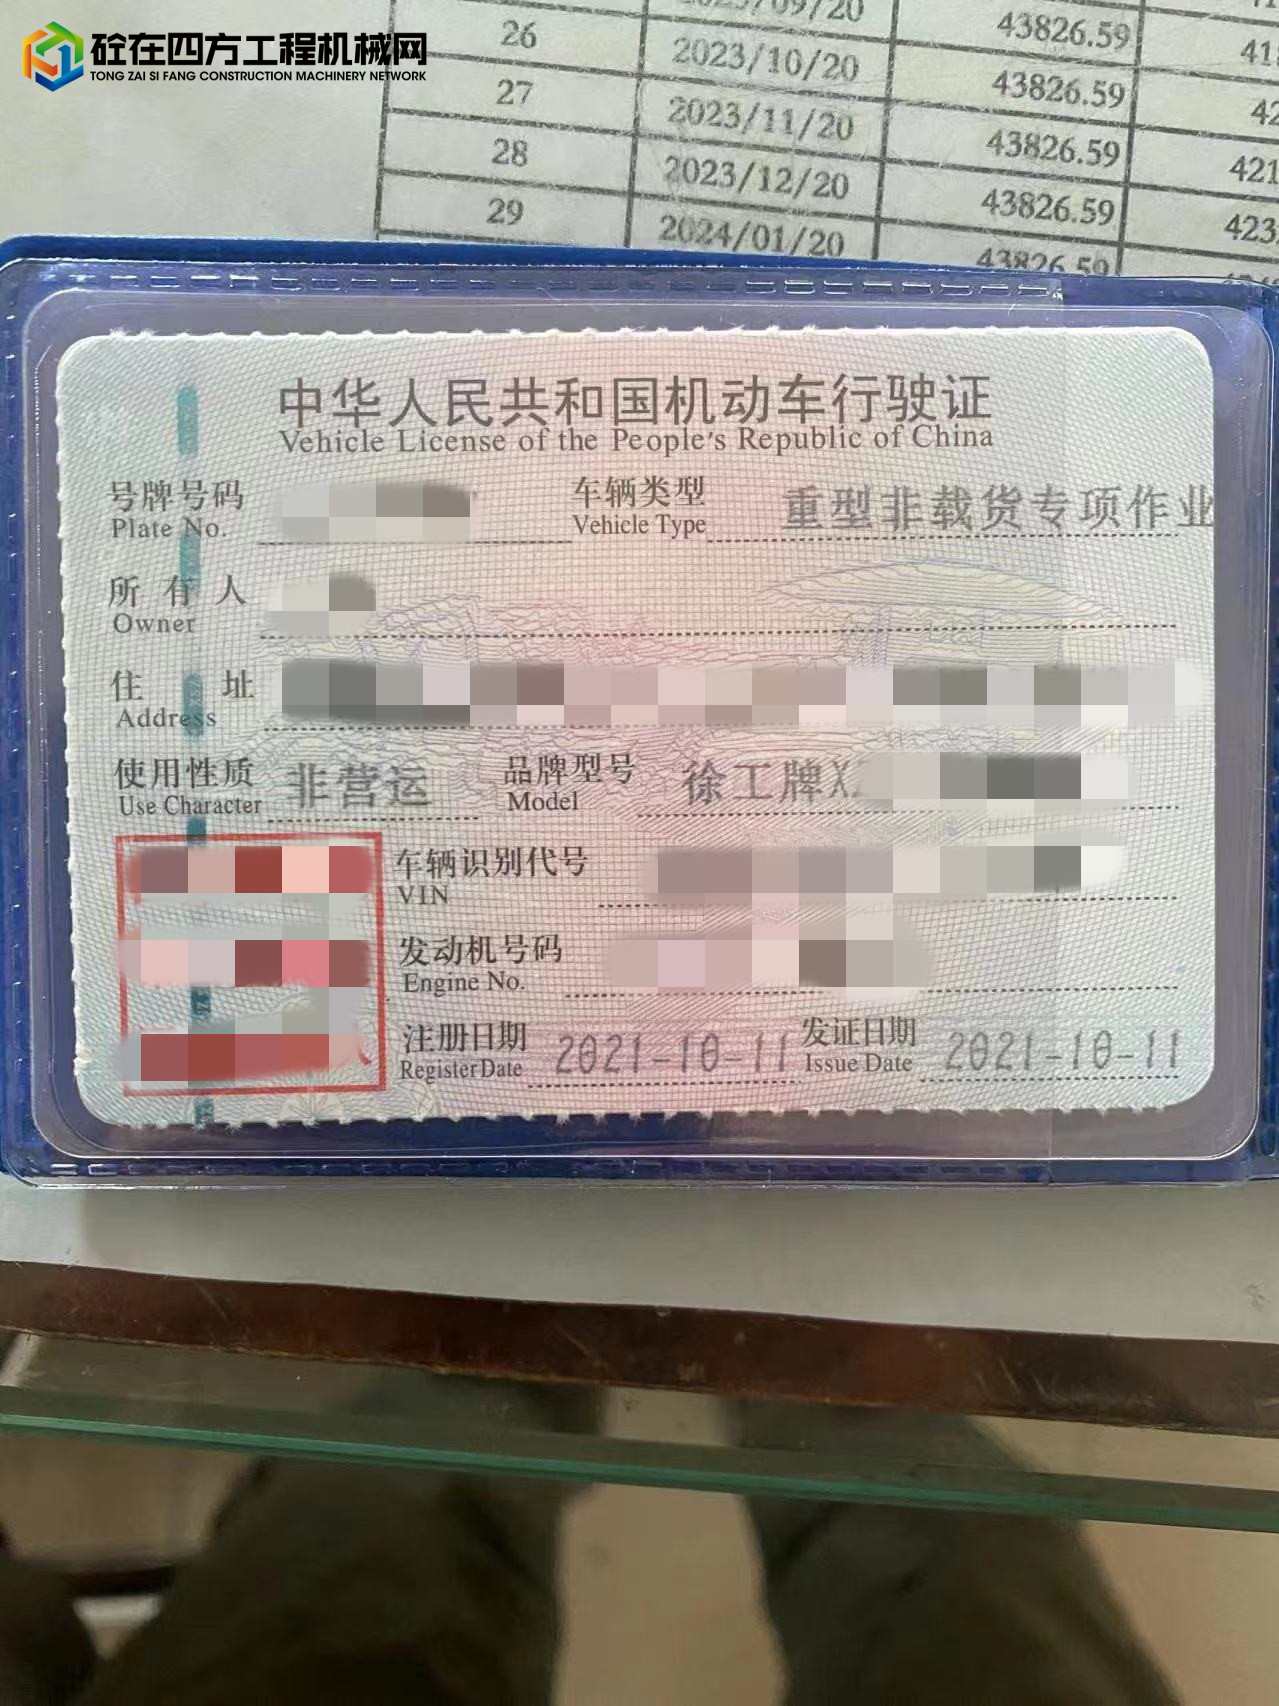 砼在四方工程机械网
TONG ZAI SI FANG CONSTRUCTION MACHINERY NETWORK
26 2023/10/20 43826.59
27 2023/11/20 43826.59
28 2023/12/20 43826.59 421
29 2024/01/20 43826.59 423
43826.59
中华人民共和国机动车行驶证
Vehicle License of the People's Republic of China
号牌号码 车辆类型 重型非载货专项作业
Plate No. Vehicle Type
所有人
Owner
住址
Address
使用性质 非营运 品牌型号 徐工牌X
Use Character Model
车辆识别代号
VIN
发动机号码
Engine No.
注册日期 2021-10-11 发证日期 2021-10-11
Register Date Issue Date